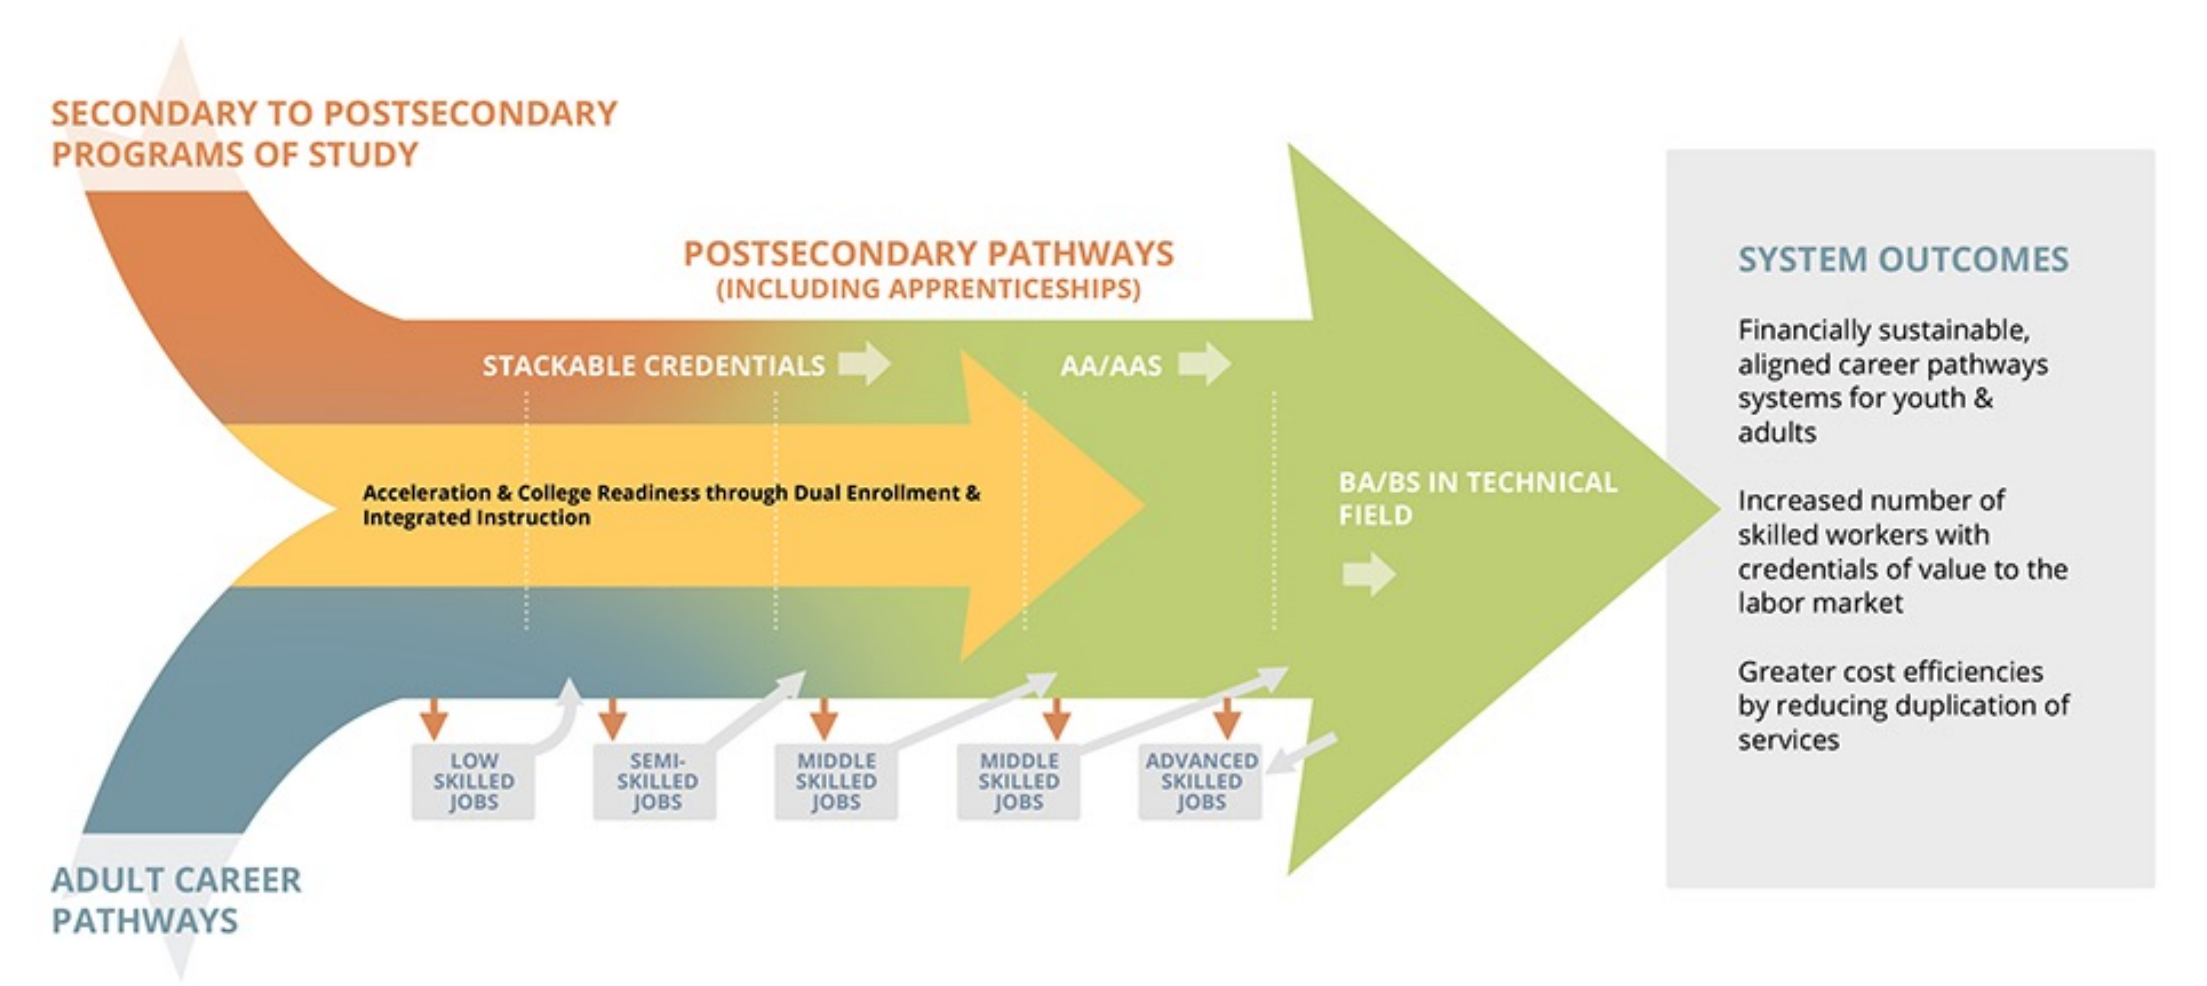 SECONDARY TO POSTSECONDARY
PROGRAMS OF STUDY
POSTSECONDARY PATHWAYS
(INCLUDING APPRENTICESHIPS)
STACKABLE CREDENTIALS
AA/AAS
Acceleration & College Readiness through Dual Enrollment &
Integrated Instruction
BA/BS IN TECHNICAL
FIELD
LOW
SKILLED
JOBS
SEMI-
SKILLED
JOBS
MIDDLE
SKILLED
JOBS
MIDDLE
SKILLED
JOBS
ADVANCED
SKILLED
JOBS
ADULT CAREER
PATHWAYS
SYSTEM OUTCOMES
Financially sustainable,
aligned career pathways
systems for youth &
adults
Increased number of
skilled workers with
credentials of value to the
labor market
Greater cost efficiencies
by reducing duplication of
services